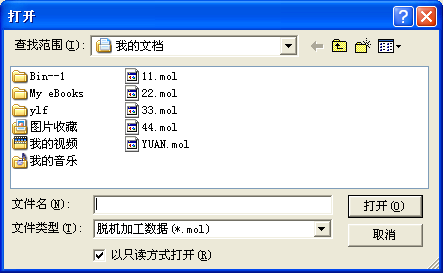 打开
查找范围(I): 我的文档
Bin--1
My eBooks
ylf
图片收藏
我的视频
我的音乐
11.mol
22.mol
33.mol
44.mol
YUAN.mol
文件名(N): 打开(O)
文件类型(T): 脱机加工数据(*.mol) 取消
以只读方式打开(R)